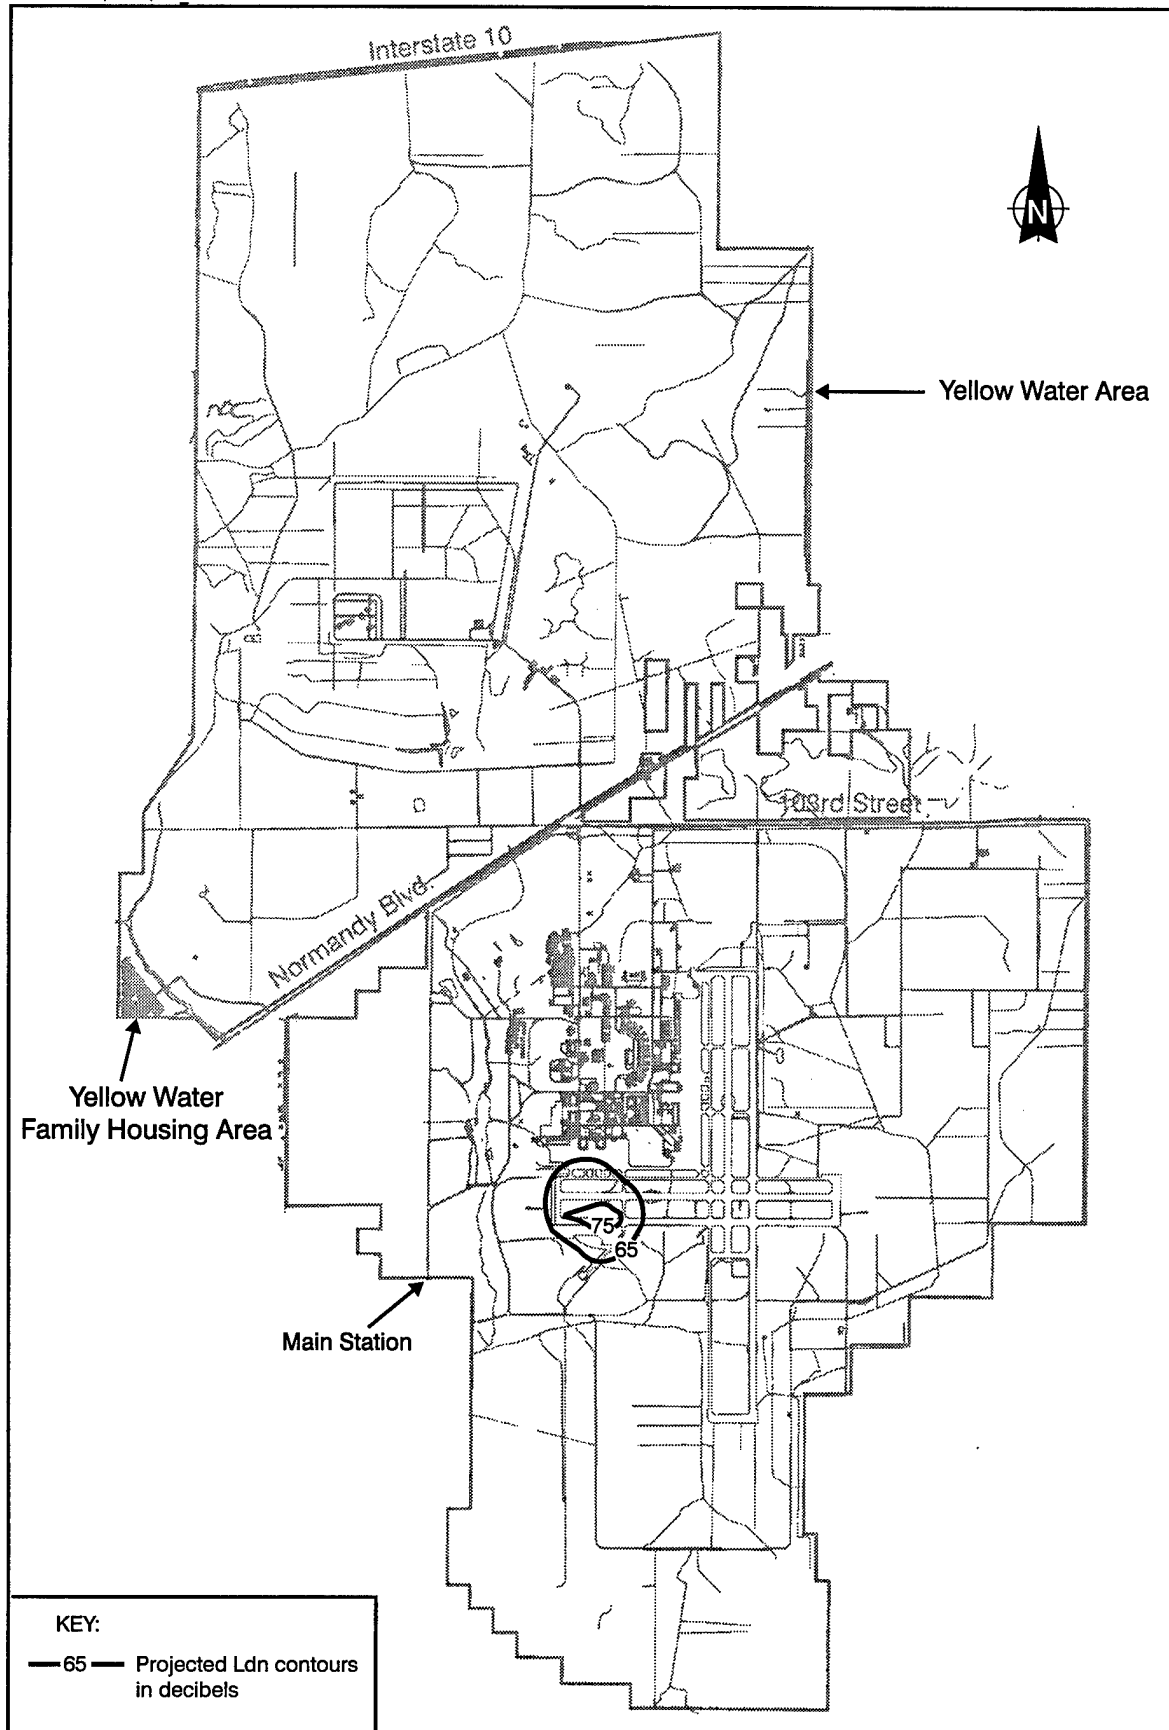 Interstate 10
N
Yellow Water Area
103rd Street
Normandy Blvd.
Yellow Water
Family Housing Area
75
65
Main Station
KEY:
65 Projected Ldn contours
in decibels